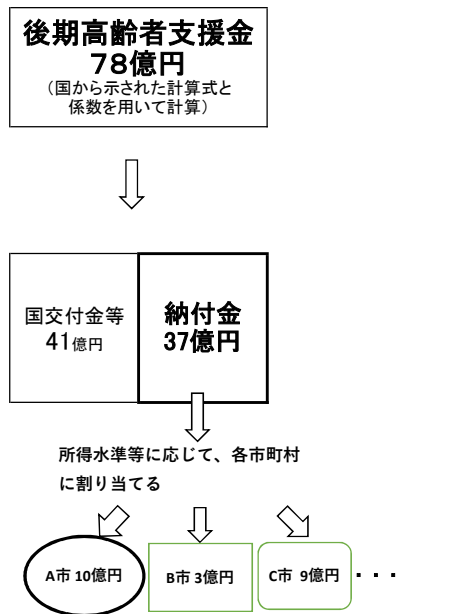 後期高齢者支援金
７８億円
（国から示された計算式と
係数を用いて計算）
国交付金等
41億円
納付金
37億円
所得水準等に応じて、各市町村
に割り当てる
A市 10億円
B市 3億円
C市 9億円
・・・